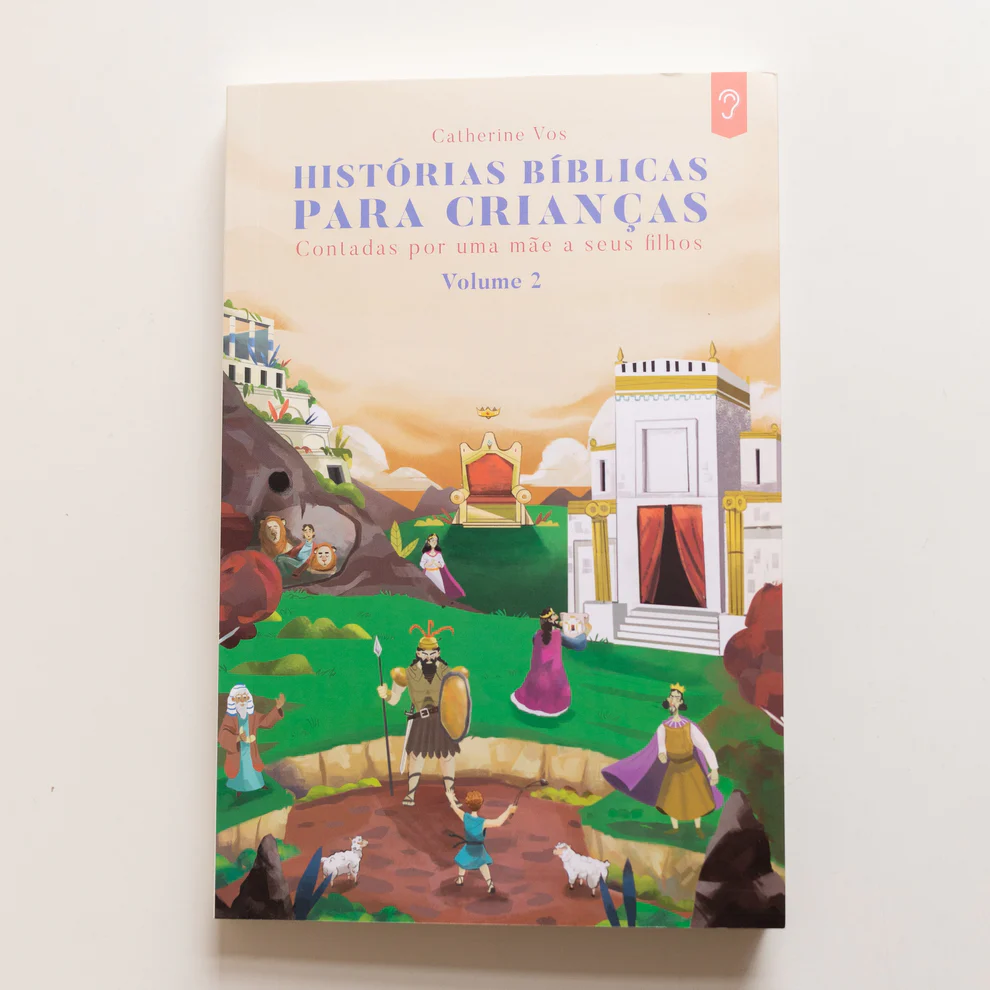 Catherine Vos
HISTÓRIAS BÍBLICAS
PARA CRIANÇAS
Contadas por uma mãe a seus filhos
Volume 2